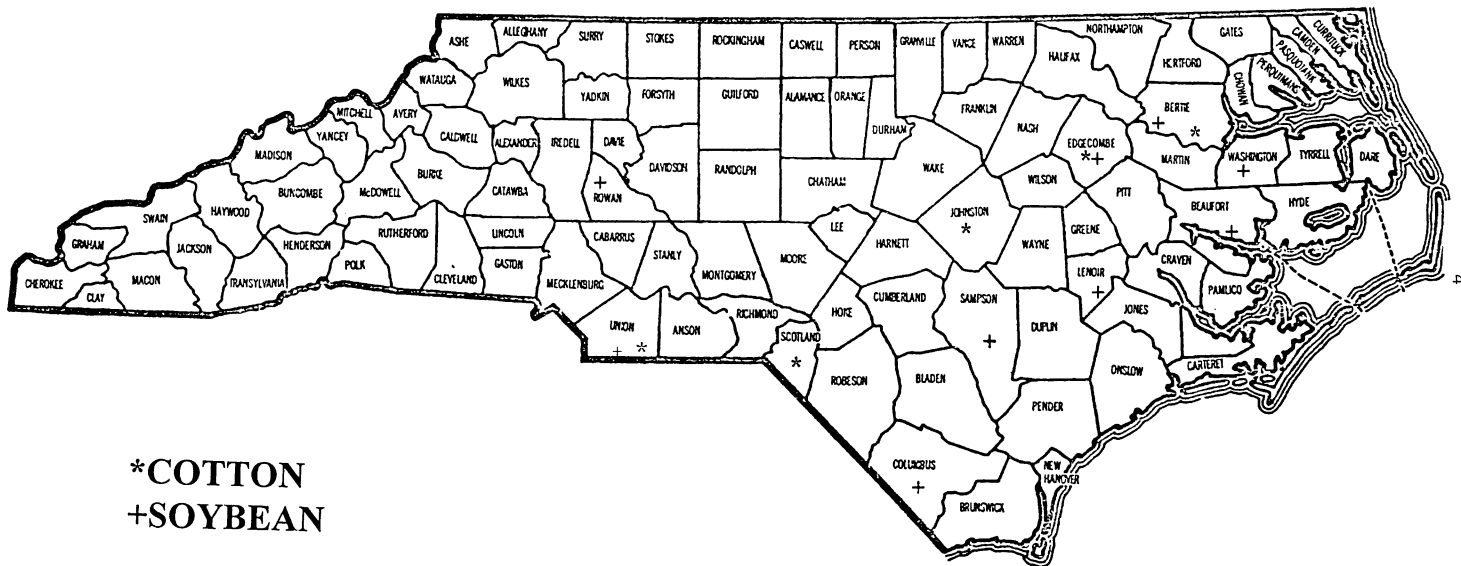 ASHE
ALLEGHANY
SURRY
STOKES
ROCKINGHAM
CASWELL
PERSON
GRANVILLE
VANCE
WARREN
NORTHAMPTON
GATES
CURRITUCK
CAMDEN
PASQUOTANK
PERQUIMANS
CHOWAN
HERTFORD
HALIFAX
WATAUGA
WILKES
YADKIN
FORSYTH
GUILFORD
ALAMANCE
ORANGE
DURHAM
FRANKLIN
NASH
EDGECOMBE
*+
BERTIE
+ *
MITCHELL
AVERY
YANCEY
CALDWELL
ALEXANDER
IREDELL
DAVIE
DAVIDSON
RANDOLPH
CHATHAM
WAKE
WILSON
MARTIN
WASHINGTON
+
TYRRELL
DARE
MADISON
BUNCOMBE
McDOWELL
BURKE
CATAWBA
+
ROWAN
JOHNSTON
*
PITT
BEAUFORT
+
HYDE
SWAIN
HAYWOOD
GRAHAM
JACKSON
HENDERSON
RUTHERFORD
LINCOLN
CABARRUS
STANLY
MONTGOMERY
MOORE
LEE
HARNETT
WAYNE
GREENE
LENOIR
+
CRAVEN
PAMLICO
CHEROKEE
CLAY
MACON
TRANSYLVANIA
POLK
CLEVELAND
GASTON
MECKLENBURG
UNION
+ *
ANSON
RICHMOND
SCOTLAND
*
HOKE
CUMBERLAND
SAMPSON
+
DUPLIN
JONES
CARTERET
ONSLOW
ROBESON
BLADEN
PENDER
COLUMBUS
+
NEW
HANOVER
BRUNSWICK
4
*COTTON
+SOYBEAN